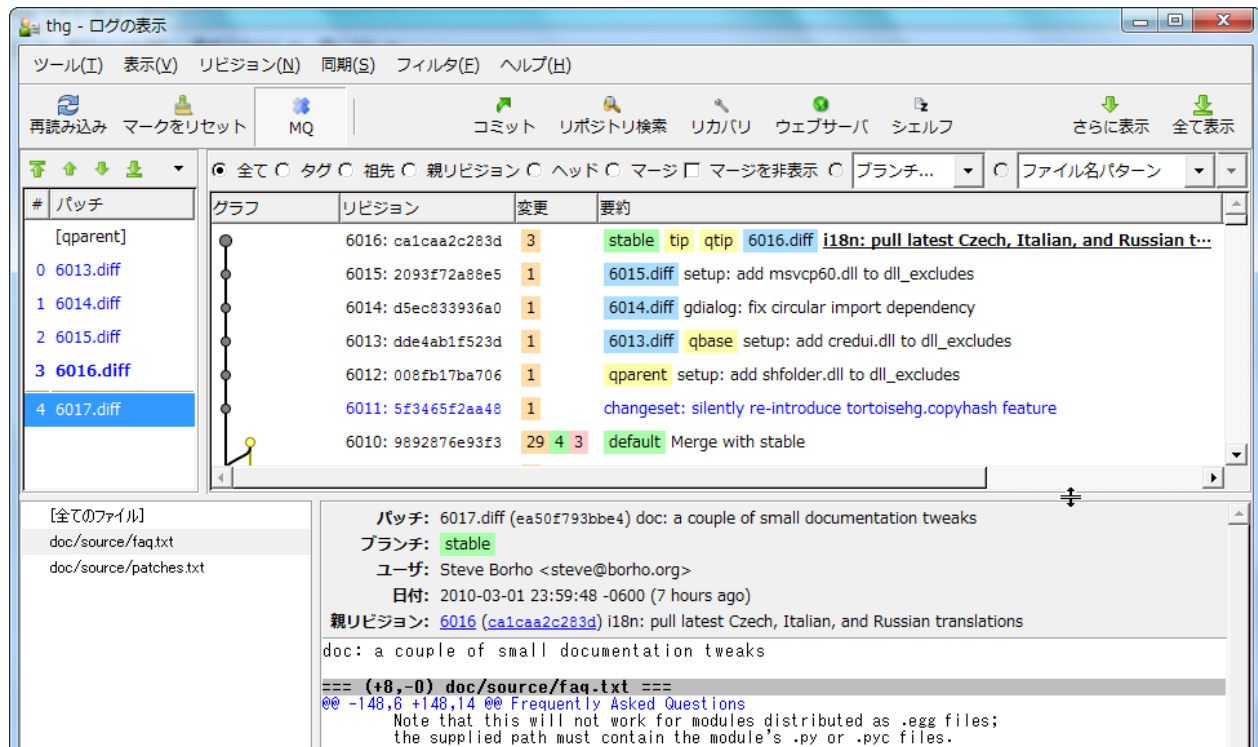 thg - ログの表示
ツール(T) 表示(V) リビジョン(N) 同期(S) フィルタ(F) ヘルプ(H)
再読み込み マークをリセット MQ コミット リポジトリ検索 リカバリ ウェブサーバ シェルフ さらに表示 全て表示
全て タグ 祖先 親リビジョン ヘッド マージ マージを非表示 ブランチ... ファイル名パターン
# パッチ
[qparent]
0 6013.diff
1 6014.diff
2 6015.diff
3 6016.diff
4 6017.diff
グラフ リビジョン 変更 要約
6016: ca1caa2c283d 3 stable tip qtip 6016.diff i18n: pull latest Czech, Italian, and Russian t⋯
6015: 2093f72a88e5 1 6015.diff setup: add msvcp60.dll to dll_excludes
6014: d5ec833936a0 1 6014.diff gdialog: fix circular import dependency
6013: dde4ab1f523d 1 6013.diff qbase setup: add credui.dll to dll_excludes
6012: 008fb17ba706 1 qparent setup: add shfolder.dll to dll_excludes
6011: 5f3465f2aa48 1 changeset: silently re-introduce tortoisehg.copyhash feature
6010: 9892876e93f3 29 4 3 default Merge with stable
[全てのファイル]
doc/source/faq.txt
doc/source/patches.txt
パッチ: 6017.diff (ea50f793bbe4) doc: a couple of small documentation tweaks
ブランチ: stable
ユーザ: Steve Borho <steve@borho.org>
日付: 2010-03-01 23:59:48 -0600 (7 hours ago)
親リビジョン: 6016 (ca1caa2c283d) i18n: pull latest Czech, Italian, and Russian translations
doc: a couple of small documentation tweaks
=== (+8,-0) doc/source/faq.txt ===
@@ -148,6 +148,14 @@ Frequently Asked Questions
Note that this will not work for modules distributed as .egg files;
the supplied path must contain the module's .py or .pyc files.